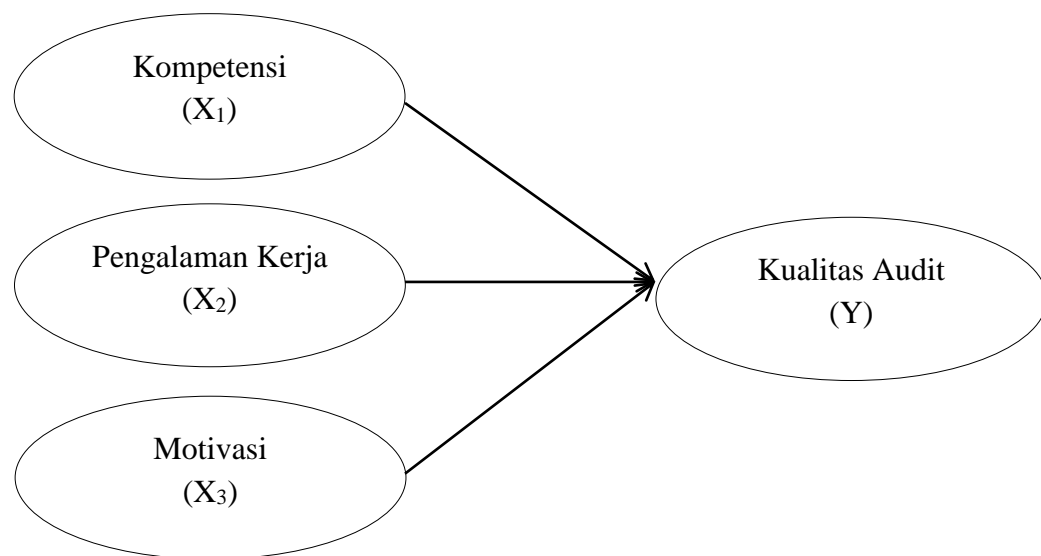 Kompetensi
(X₁)
Pengalaman Kerja
(X₂)
Kualitas Audit
(Y)
Motivasi
(X₃)